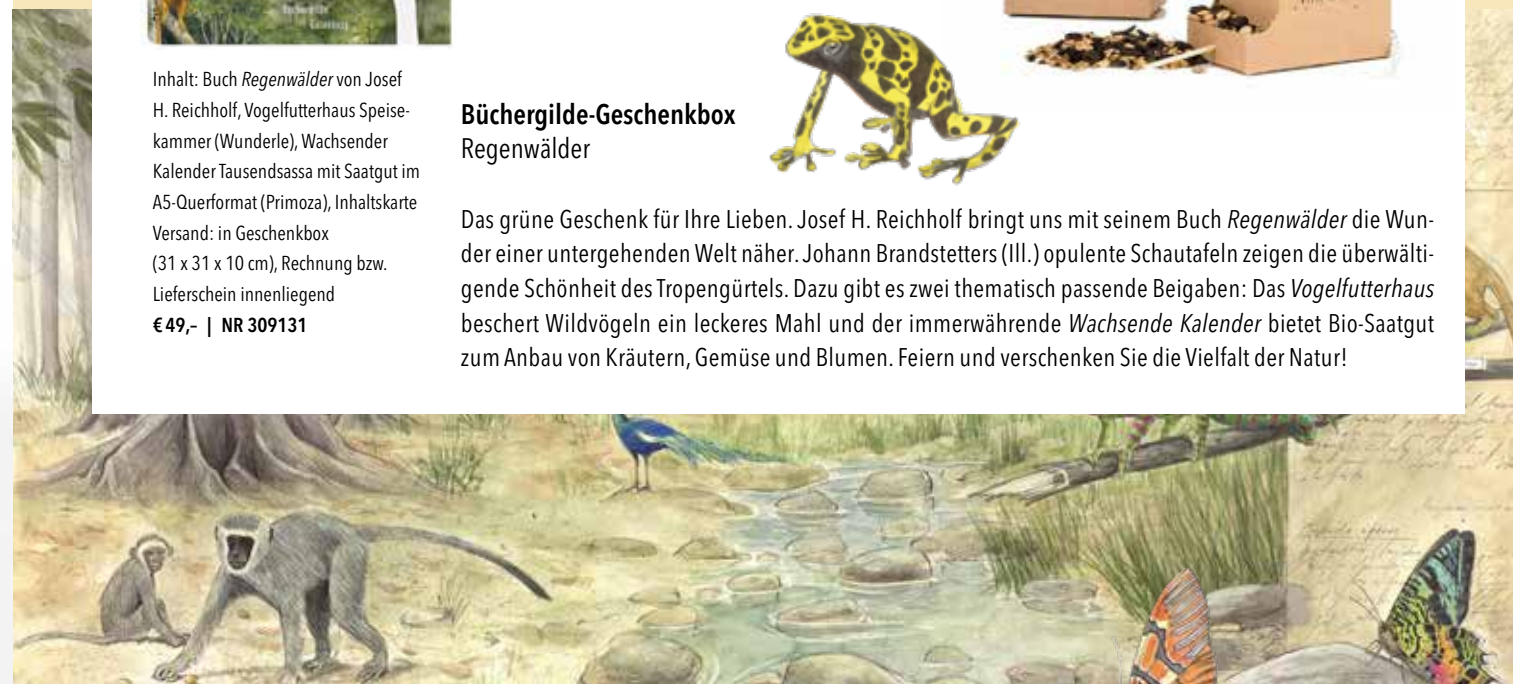 Büchergilde
Inhalt: Buch Regenwälder von Josef
H. Reichholf, Vogelfutterhaus Speise-
kammer (Wunderle), Wachsender
Kalender Tausendsassa mit Saatgut im
A5-Querformat (Primoza), Inhaltskarte
Versand: in Geschenkbox
(31 x 31 x 10 cm), Rechnung bzw.
Lieferschein innenliegend
€ 49,– | NR 309131
Büchergilde-Geschenkbox
Regenwälder
Das grüne Geschenk für Ihre Lieben. Josef H. Reichholf bringt uns mit seinem Buch Regenwälder die Wun-
der einer untergehenden Welt näher. Johann Brandstetters (Ill.) opulente Schautafeln zeigen die überwälti-
gende Schönheit des Tropengürtels. Dazu gibt es zwei thematisch passende Beigaben: Das Vogelfutterhaus
beschert Wildvögeln ein leckeres Mahl und der immerwährende Wachsende Kalender bietet Bio-Saatgut
zum Anbau von Kräutern, Gemüse und Blumen. Feiern und verschenken Sie die Vielfalt der Natur!